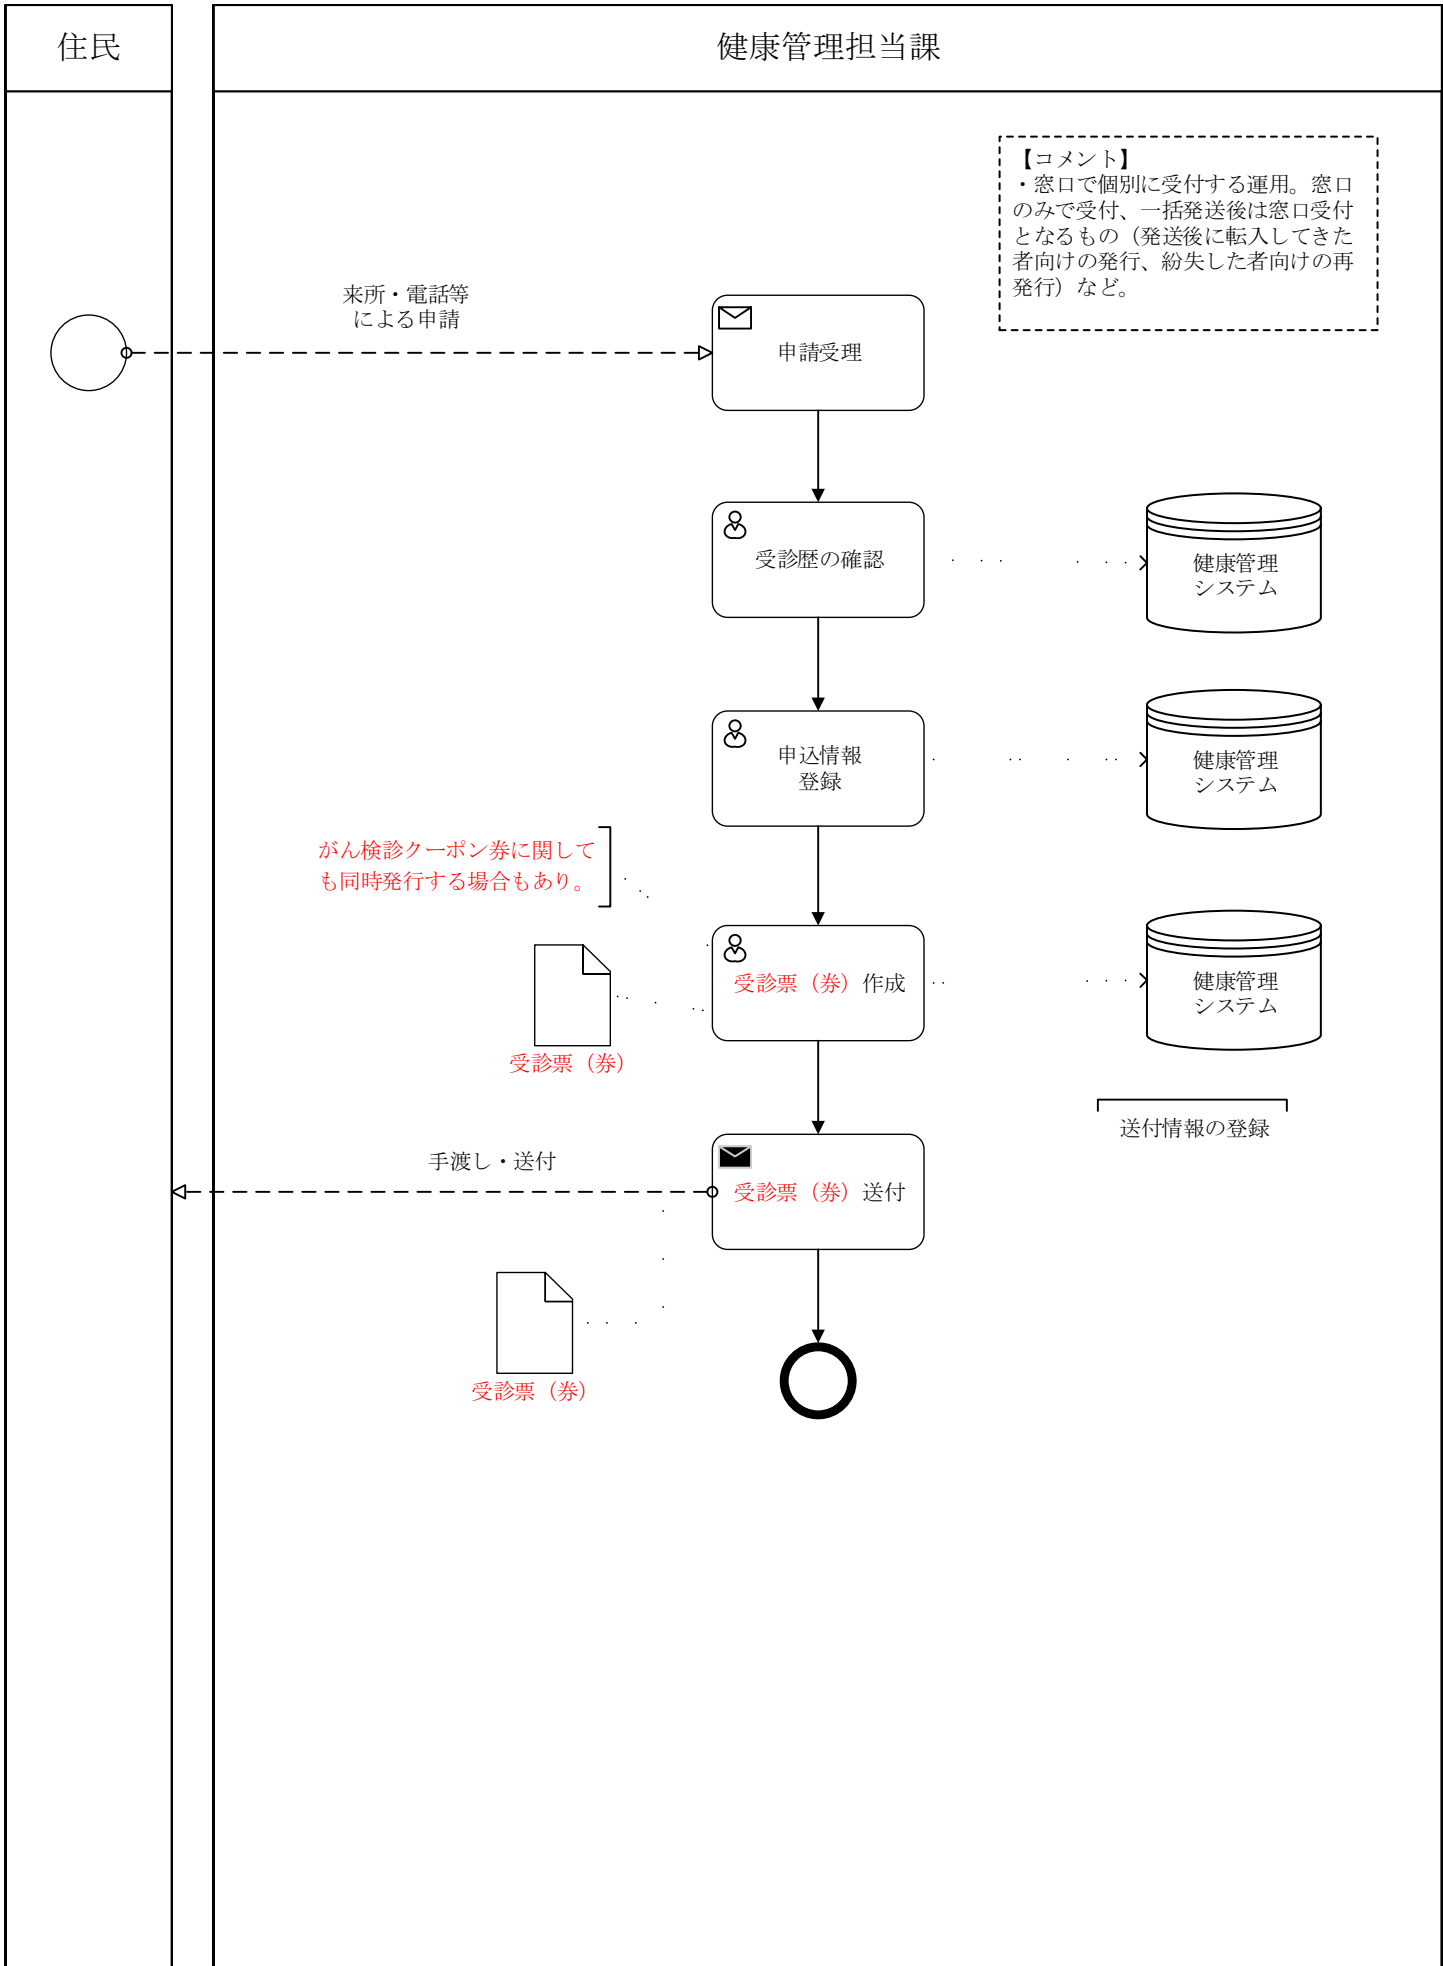 住民
健康管理担当課
【コメント】
・窓口で個別に受付する運用。窓口
のみで受付、一括発送後は窓口受付
となるもの（発送後に転入してきた
者向けの発行、紛失した者向けの再
発行）など。
来所・電話等
による申請
申請受理
受診歴の確認
健康管理
システム
申込情報
登録
健康管理
システム
がん検診クーポン券に関して
も同時発行する場合もあり。
受診票（券）作成
健康管理
システム
受診票（券）
送付情報の登録
手渡し・送付
受診票（券）送付
受診票（券）